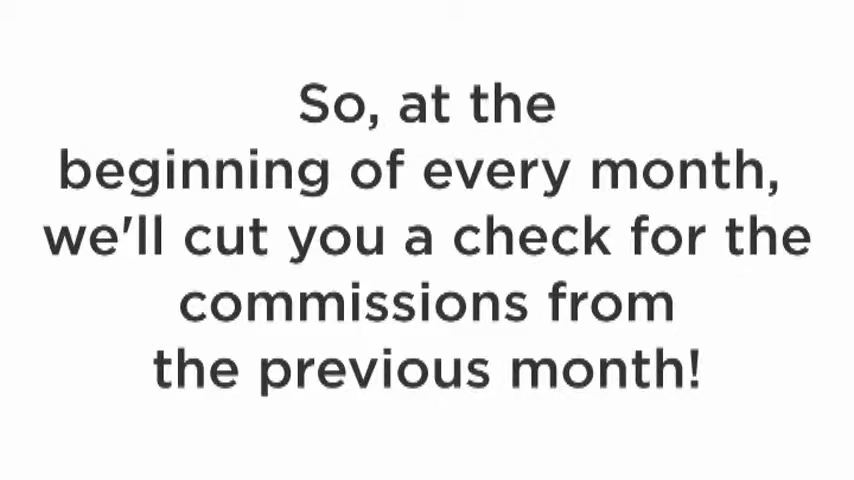 So, at the
beginning of every month,
we'll cut you a check for the
commissions from
the previous month!